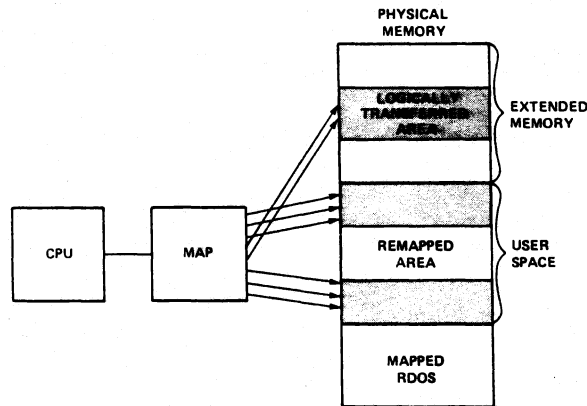 PHYSICAL
MEMORY
LOGICALLY
TRANSFERRED
AREA
EXTENDED
MEMORY
CPU
MAP
REMAPPED
AREA
USER
SPACE
MAPPED
RDOS